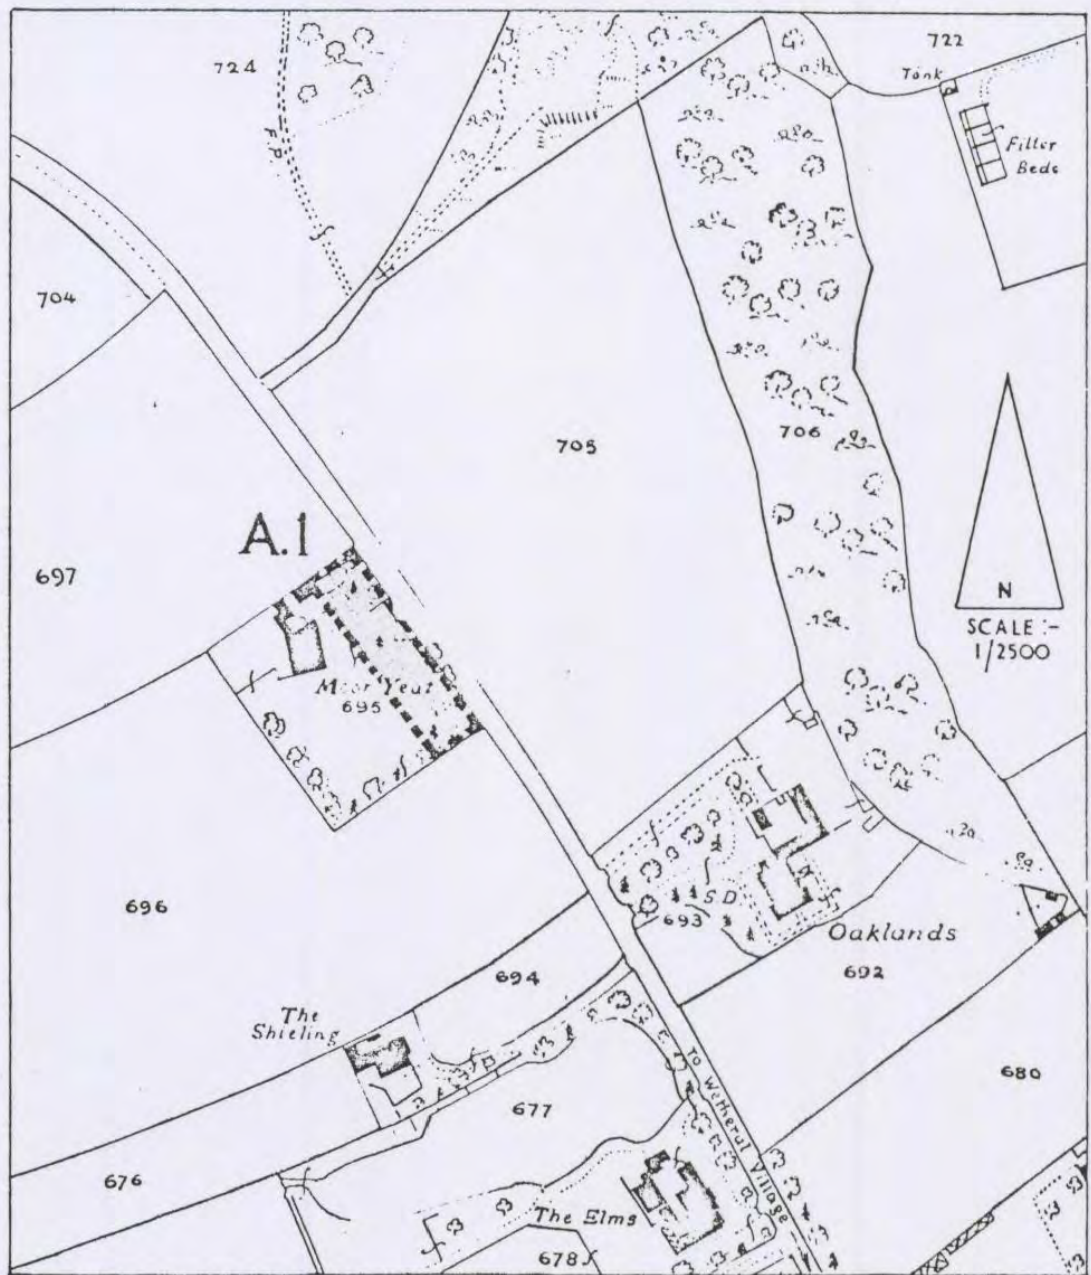 722
724
Tank
F.P.
Filter
Beds
704
705
706
A.1
697
N
SCALE :-
1/2500
Moor Yeat
695
696
S.D
693
Oaklands
692
694
The
Shieling
To Wetheral Village
680
677
676
The Elms
678